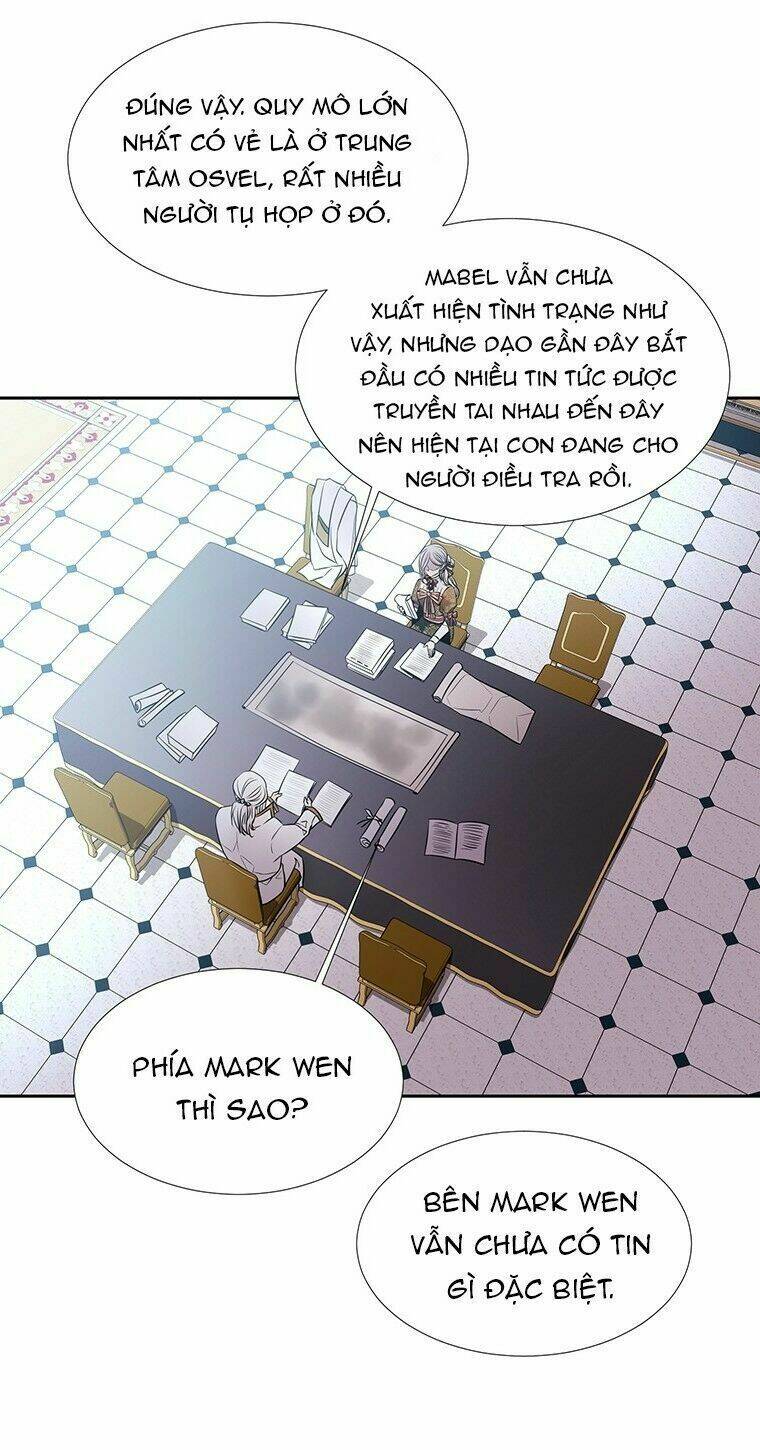 ĐÚNG VẬY. QUY MÔ LỚN
NHẤT CÓ VẺ LÀ Ở TRUNG
TÂM OSVEL, RẤT NHIỀU
NGƯỜI TỤ HỌP Ở ĐÓ.
MABEL VẪN CHƯA
XUẤT HIỆN TÌNH TRẠNG NHƯ
VẬY, NHƯNG DẠO GẦN ĐÂY BẮT
ĐẦU CÓ NHIỀU TIN TỨC ĐƯỢC
TRUYỀN TAI NHAU ĐẾN ĐÂY
NÊN HIỆN TẠI CON ĐANG CHO
NGƯỜI ĐIỀU TRA RỒI.
PHÍA MARK WEN
THÌ SAO?
BÊN MARK WEN
VẪN CHƯA CÓ TIN
GÌ ĐẶC BIỆT.